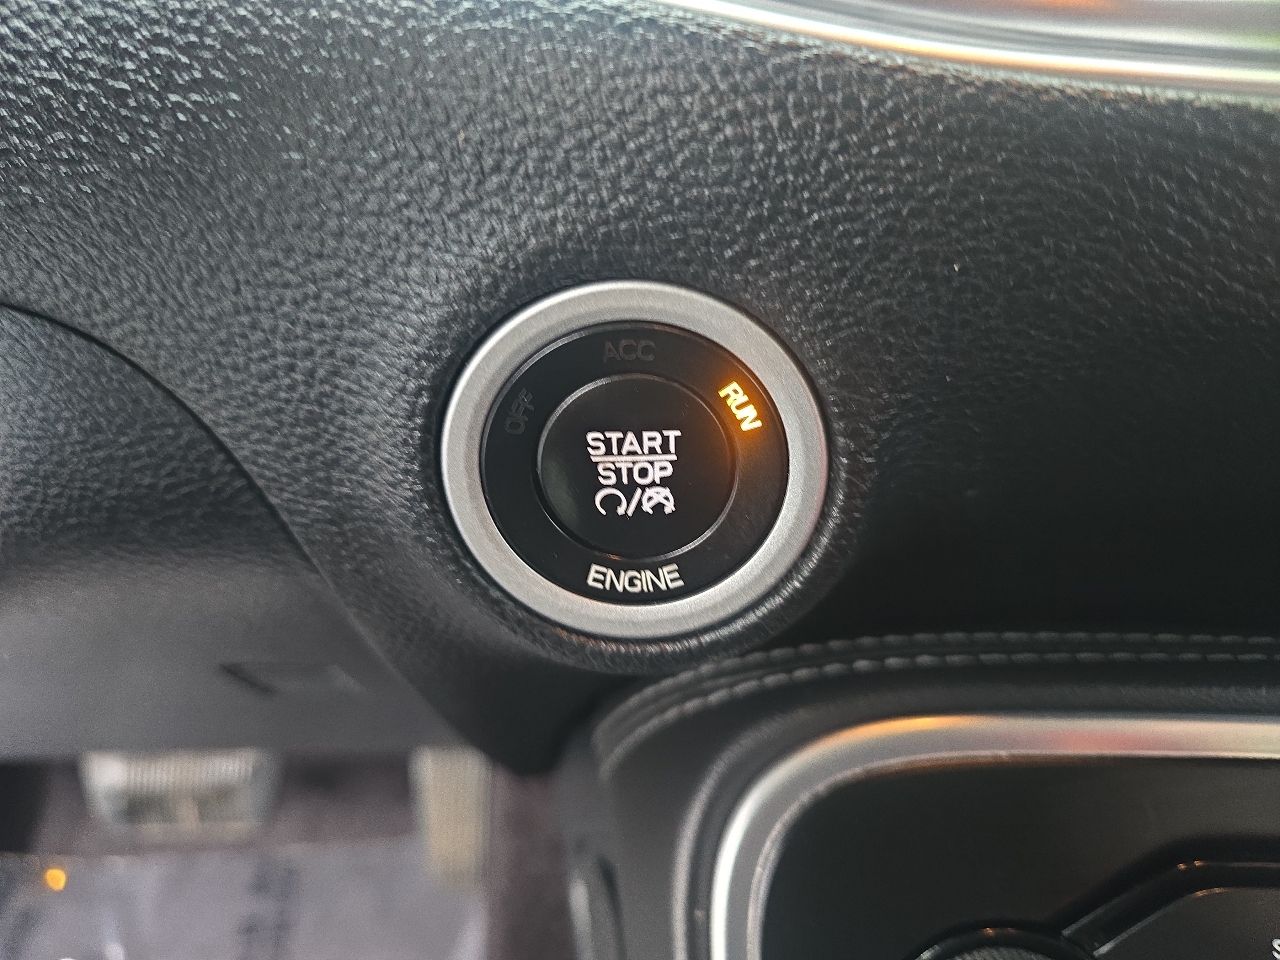 ACC
OFF
RUN
START
STOP
ENGINE